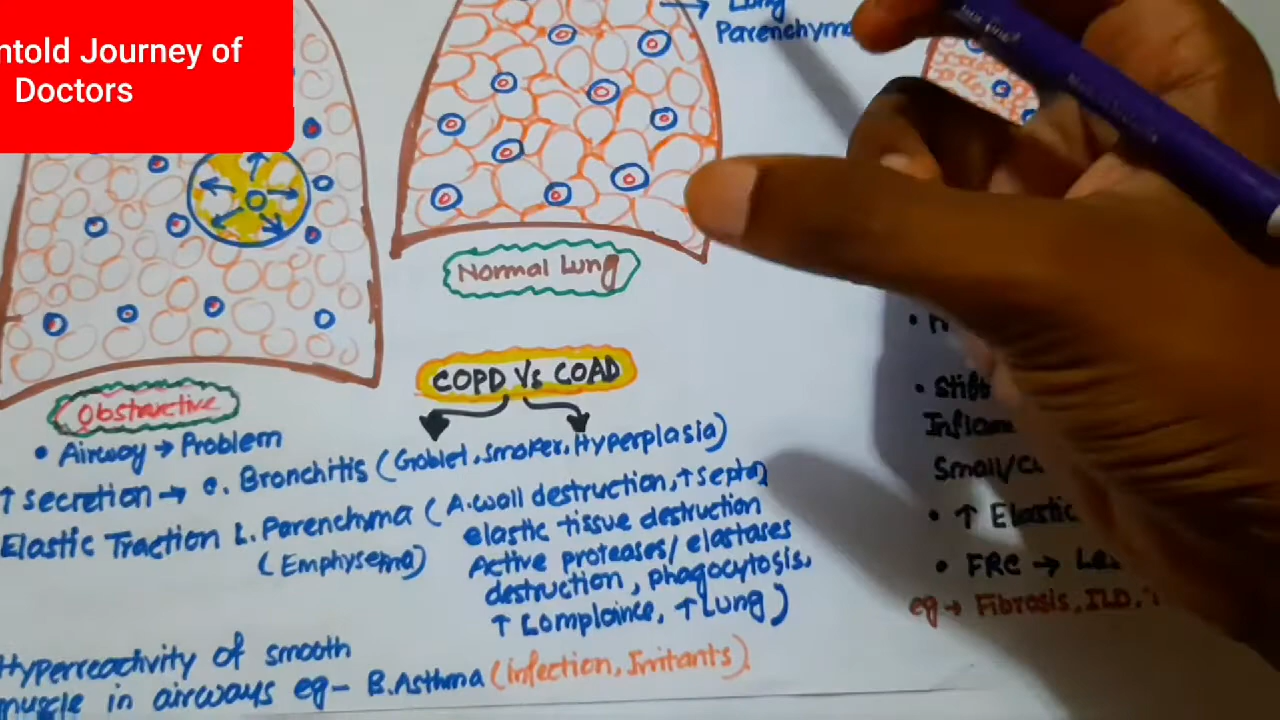 ntold Journey of
Doctors
Lung
Parenchyma
Normal Lung
COPD Vs COAD
Obstructive
• Airway → Problem
↑ secretion → c. Bronchitis (Goblet, smoker, Hyperplasia)
Elastic Traction L. Parenchyma (A. wall destruction, ↑ septa,
(Emphysema)
elastic tissue destruction
Active proteases/ elastases
destruction, phagocytosis,
↑ Complaince, ↑ Lung)
Hyperreactivity of smooth
muscle in airways eg- B. Asthma (infection, Irritants)
• Stiff
Inflam
Small/
• ↑ Elastic
• FRC → Les
eg → Fibrosis, ILD,